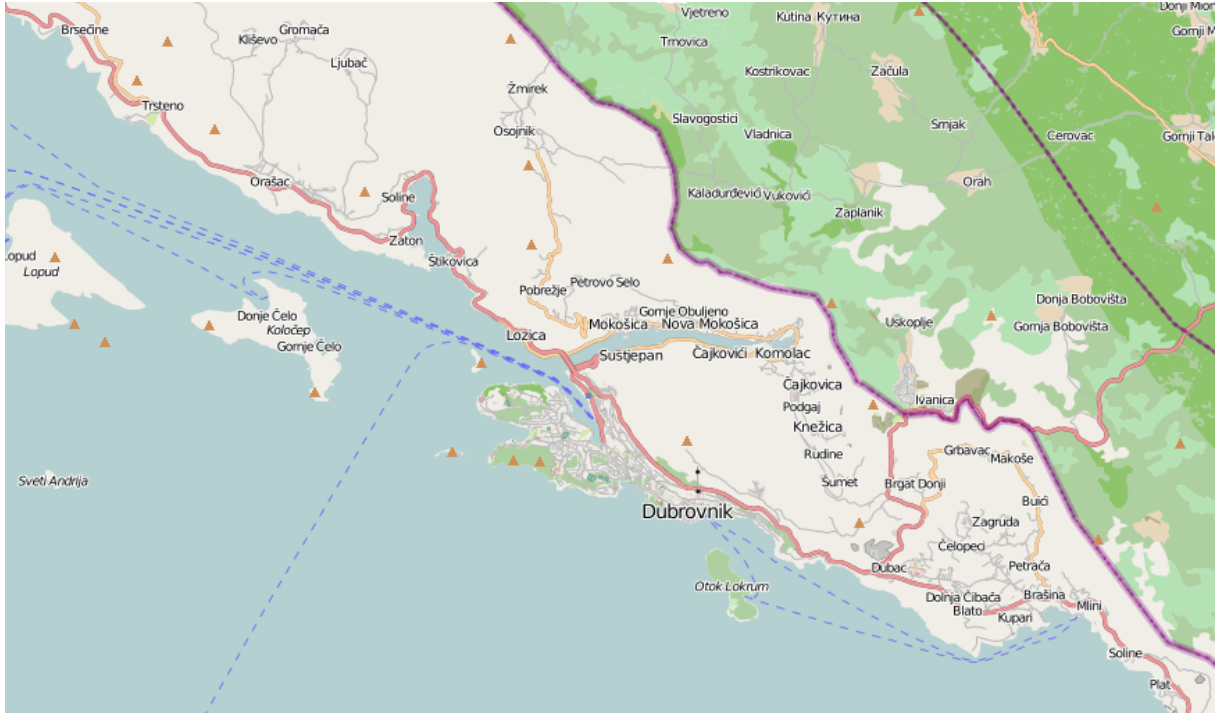 Brsečine
Kliševo
Gromača
Ljubač
Vjetreno
Kutina Кутина
Trnovica
Kostrikovac
Začula
Trsteno
Žmirek
Osojnik
Slavogostici
Vladnica
Smjak
Cerovac
Orašac
Soline
Kaladurđevići
Vukovići
Orah
Zaplanik
Zaton
Štikovica
Lopud
Lopud
Pobrežje
Petrovo Selo
Donja Bobovišta
Donje Čelo
Koločep
Gornje Čelo
Lozica
Mokošica
Gornje Obuljeno
Nova Mokošica
Uskoplje
Gornja Bobovišta
Sustjepan
Čajkovići
Komolac
Čajkovica
Podgaj
Ivanica
Knežica
Rudine
Grbavac
Makoše
Sveti Andrija
Šumet
Brgat Donji
Buići
Dubrovnik
Zagruda
Čelopeci
Dubac
Petrača
Otok Lokrum
Dolnja Čibača
Blato
Brašina
Mlini
Kupari
Soline
Plat